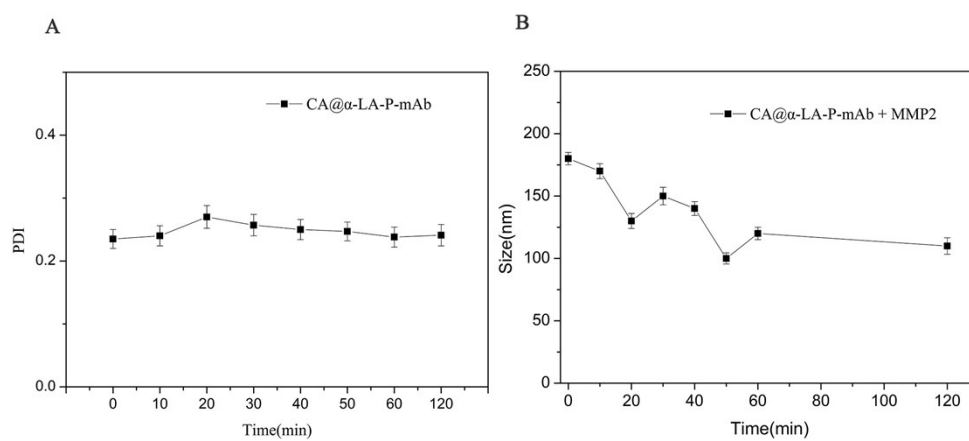 A
CA@α-LA-P-mAb
0.4
0.2
0.0
PDI
0 10 20 30 40 50 60 120
Time(min)
B
CA@α-LA-P-mAb + MMP2
250
200
150
100
50
0
Size(nm)
0 20 40 60 80 100 120
Time(min)